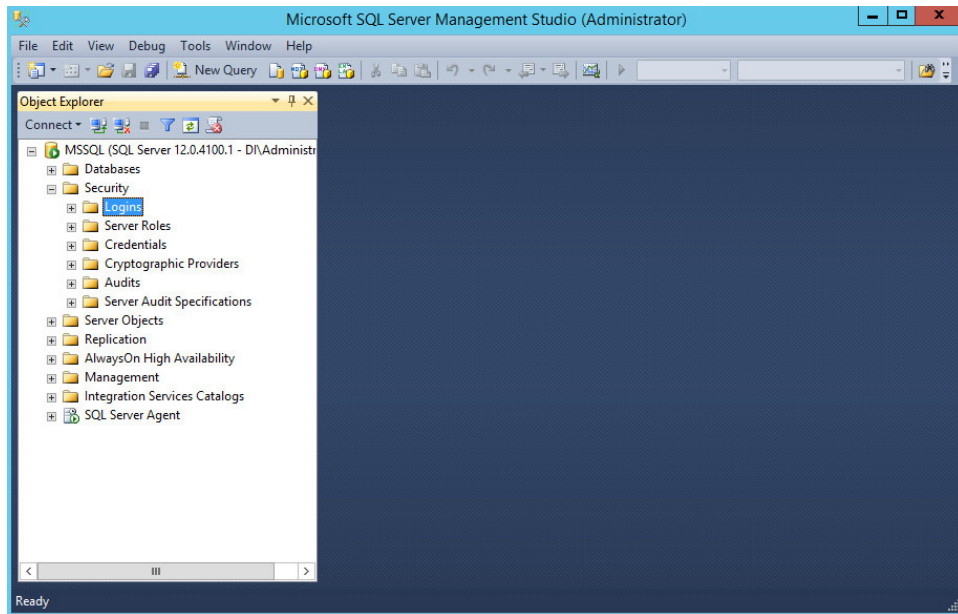 Microsoft SQL Server Management Studio (Administrator)
File Edit View Debug Tools Window Help
New Query
Object Explorer
Connect
MSSQL (SQL Server 12.0.4100.1 - DI\Administr
Databases
Security
Logins
Server Roles
Credentials
Cryptographic Providers
Audits
Server Audit Specifications
Server Objects
Replication
AlwaysOn High Availability
Management
Integration Services Catalogs
SQL Server Agent
Ready